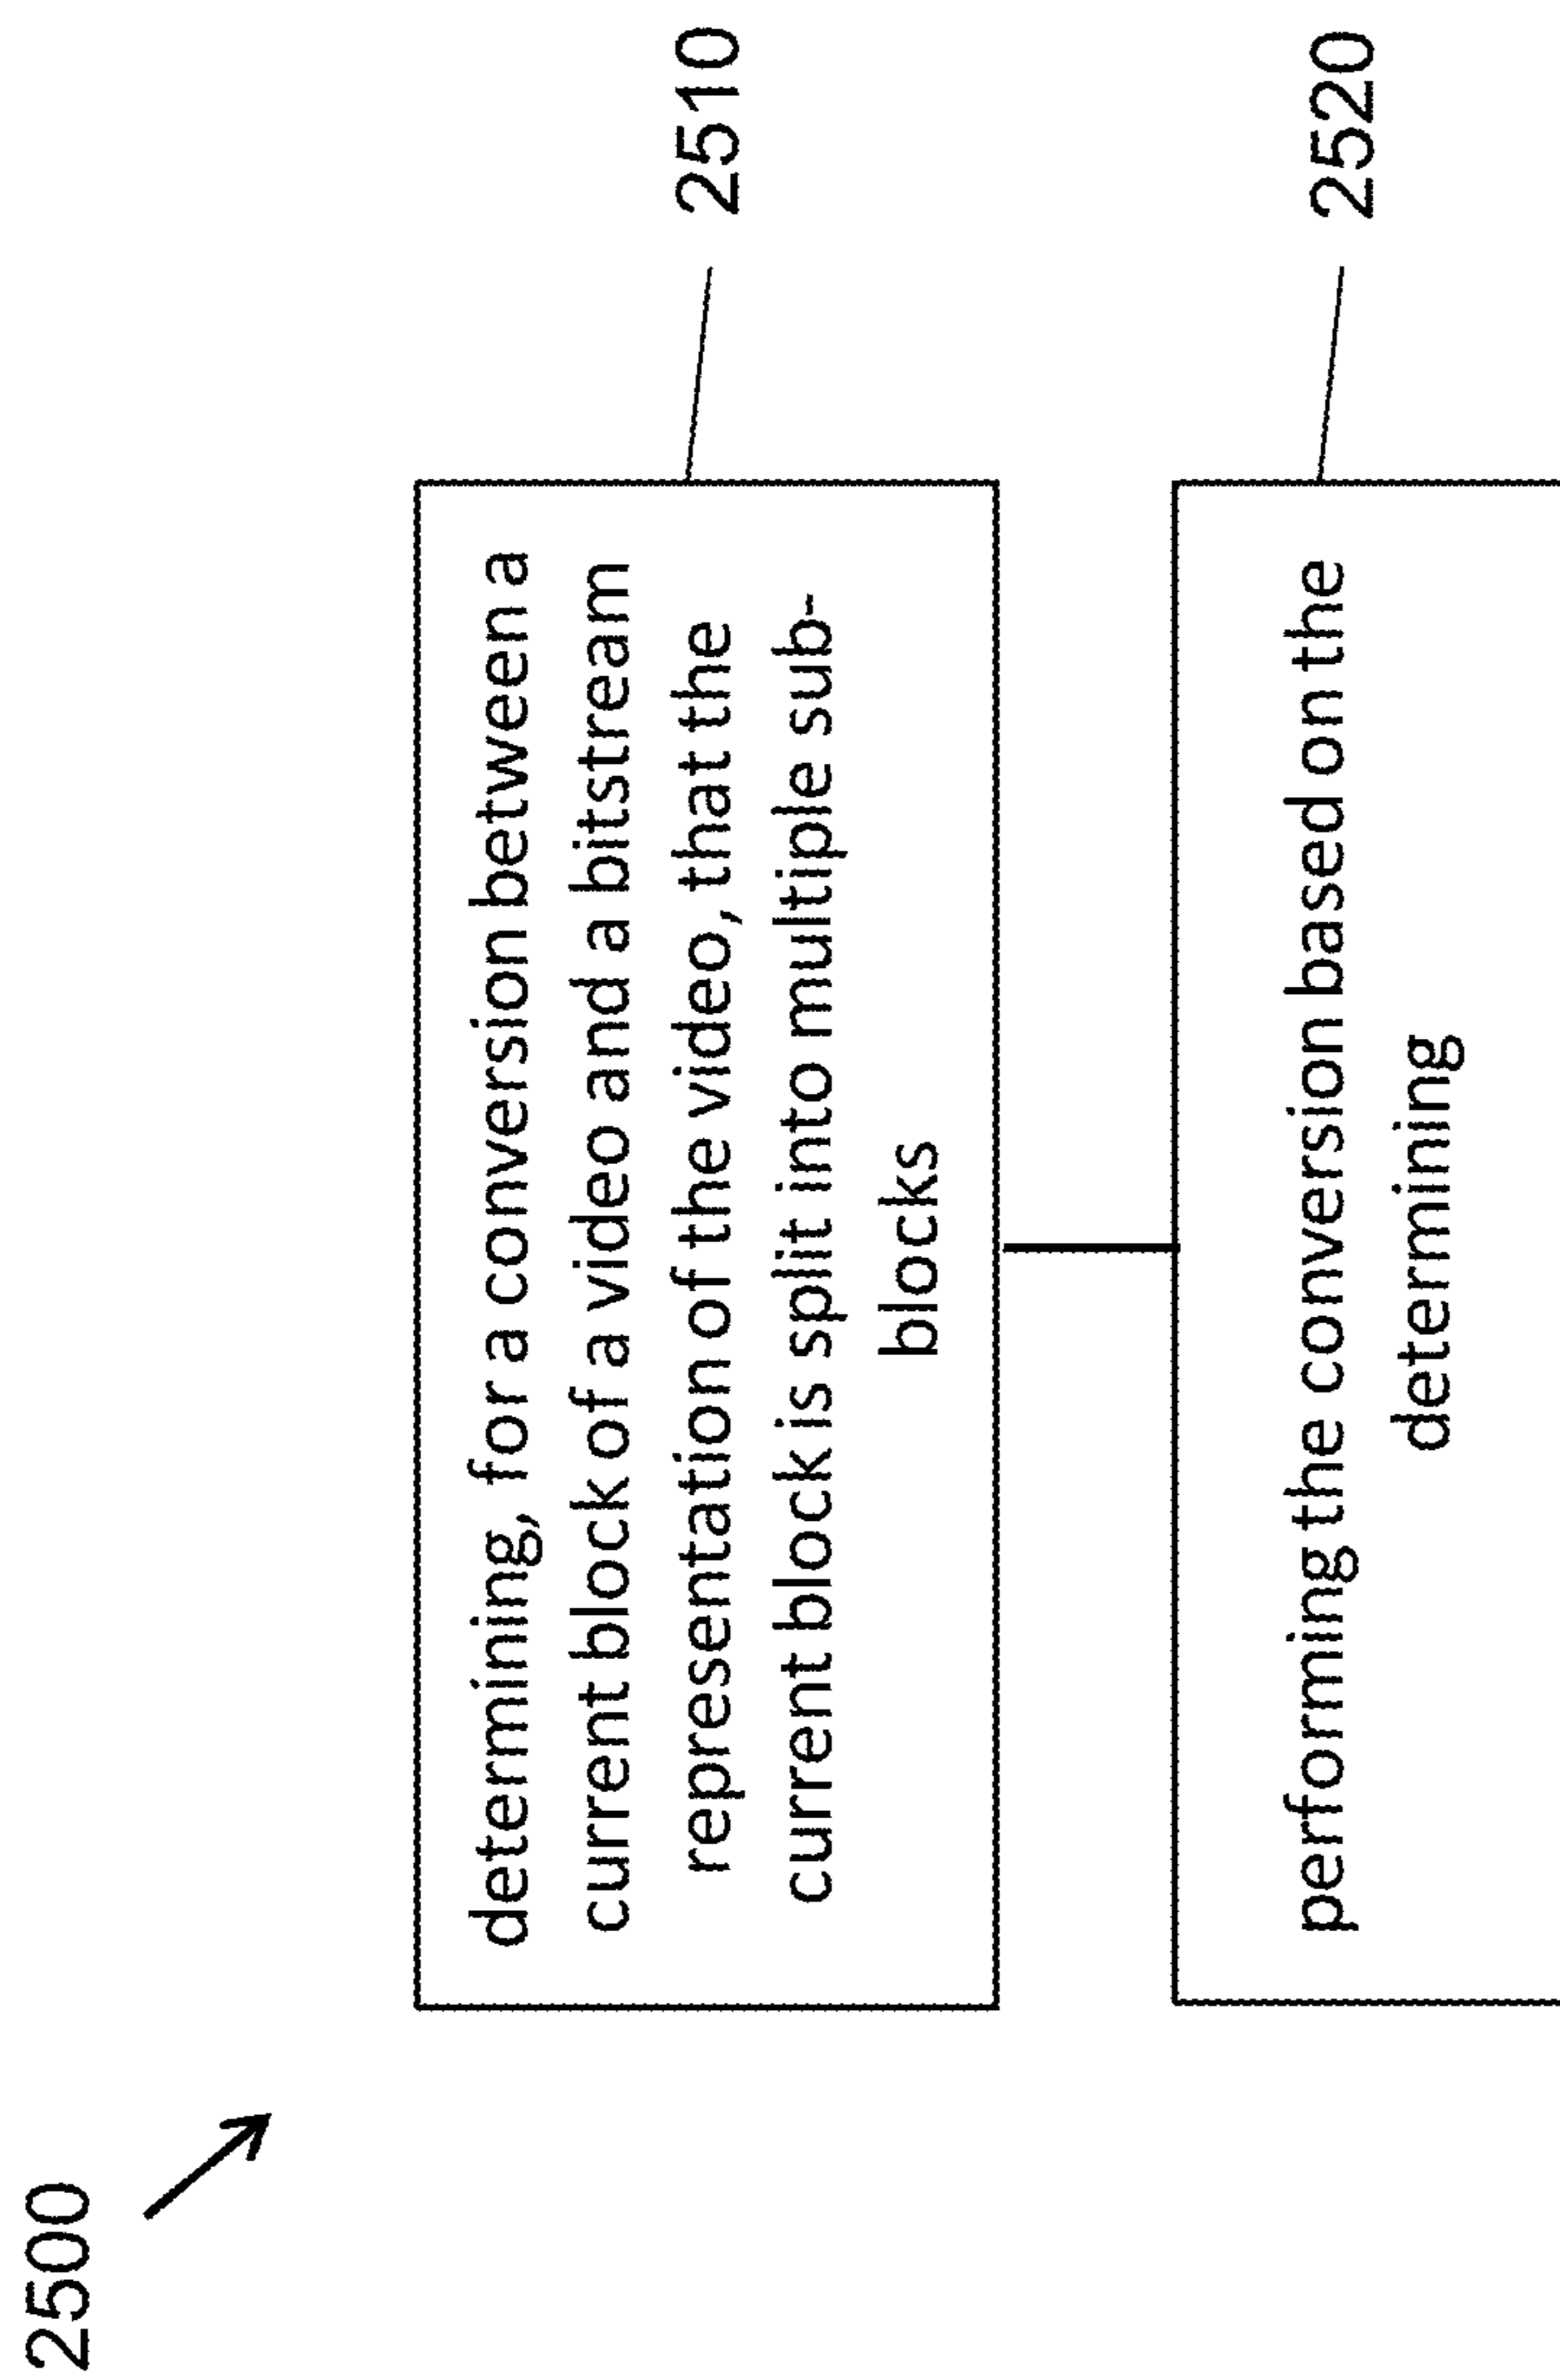 2500
determining, for a conversion between a
current block of a video and a bitstream
representation of the video, that the
current block is split into multiple sub-
blocks
2510
performing the conversion based on the
determining
2520